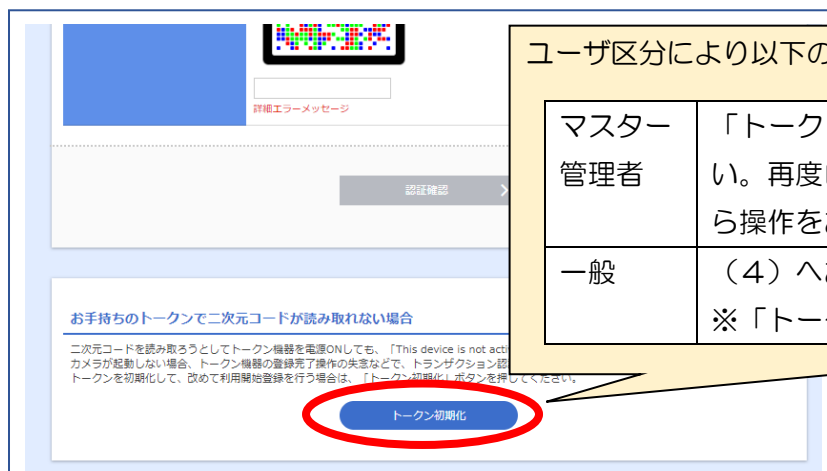 詳細エラーメッセージ
認証確認
お手持ちのトークンで二次元コードが読み取れない場合
二次元コードを読み取ろうとしてトークン機器を電源ONしても、「This device is not acti
カメラが起動しない場合、トークン機器の登録完了操作の失念などで、トランザクション認
トークンを初期化して、改めて利用開始登録を行う場合は、「トークン初期化」ボタンを押してください。
トークン初期化
ユーザ区分により以下の
マスター
管理者
「トーク
い。再度
ら操作を
一般
（４）へ
※「トー